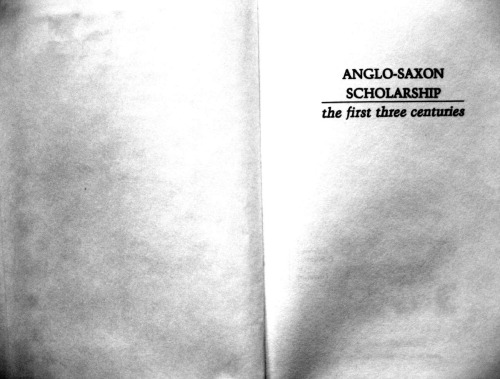 ANGLO-SAXON
SCHOLARSHIP
the first three centuries